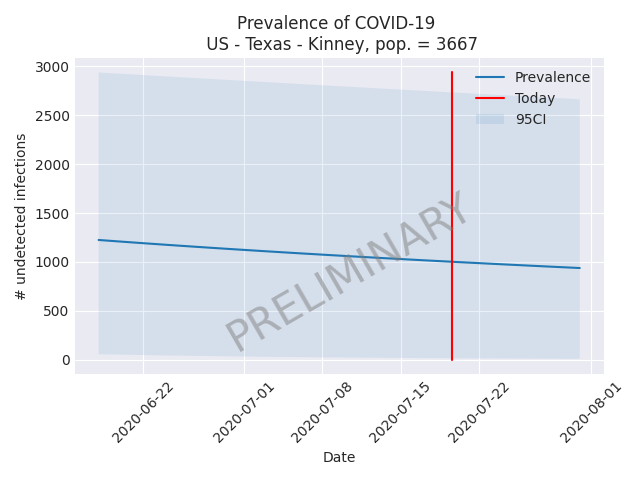 Prevalence of COVID-19
US - Texas - Kinney, pop. = 3667
3000
2500
2000
1500
1000
500
0
# undetected infections
Prevalence
Today
95CI
PRELIMINARY
2020-06-22
2020-07-01
2020-07-08
2020-07-15
2020-07-22
2020-08-01
Date